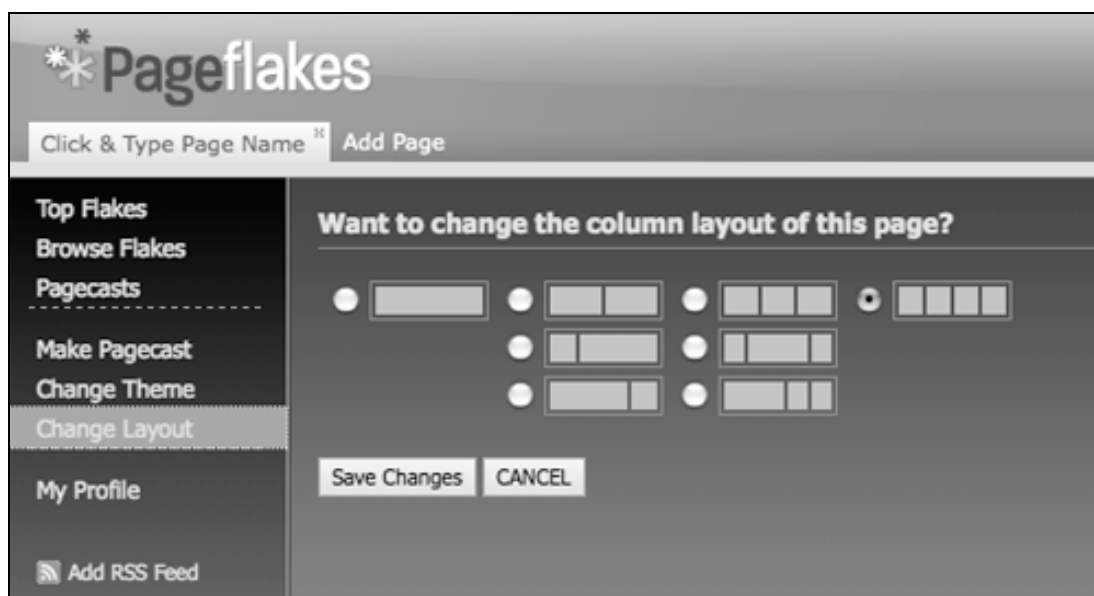 Pageflakes
Click & Type Page Name Add Page
Top Flakes
Browse Flakes
Pagecasts
Make Pagecast
Change Theme
Change Layout
My Profile
Add RSS Feed
Want to change the column layout of this page?
Save Changes CANCEL